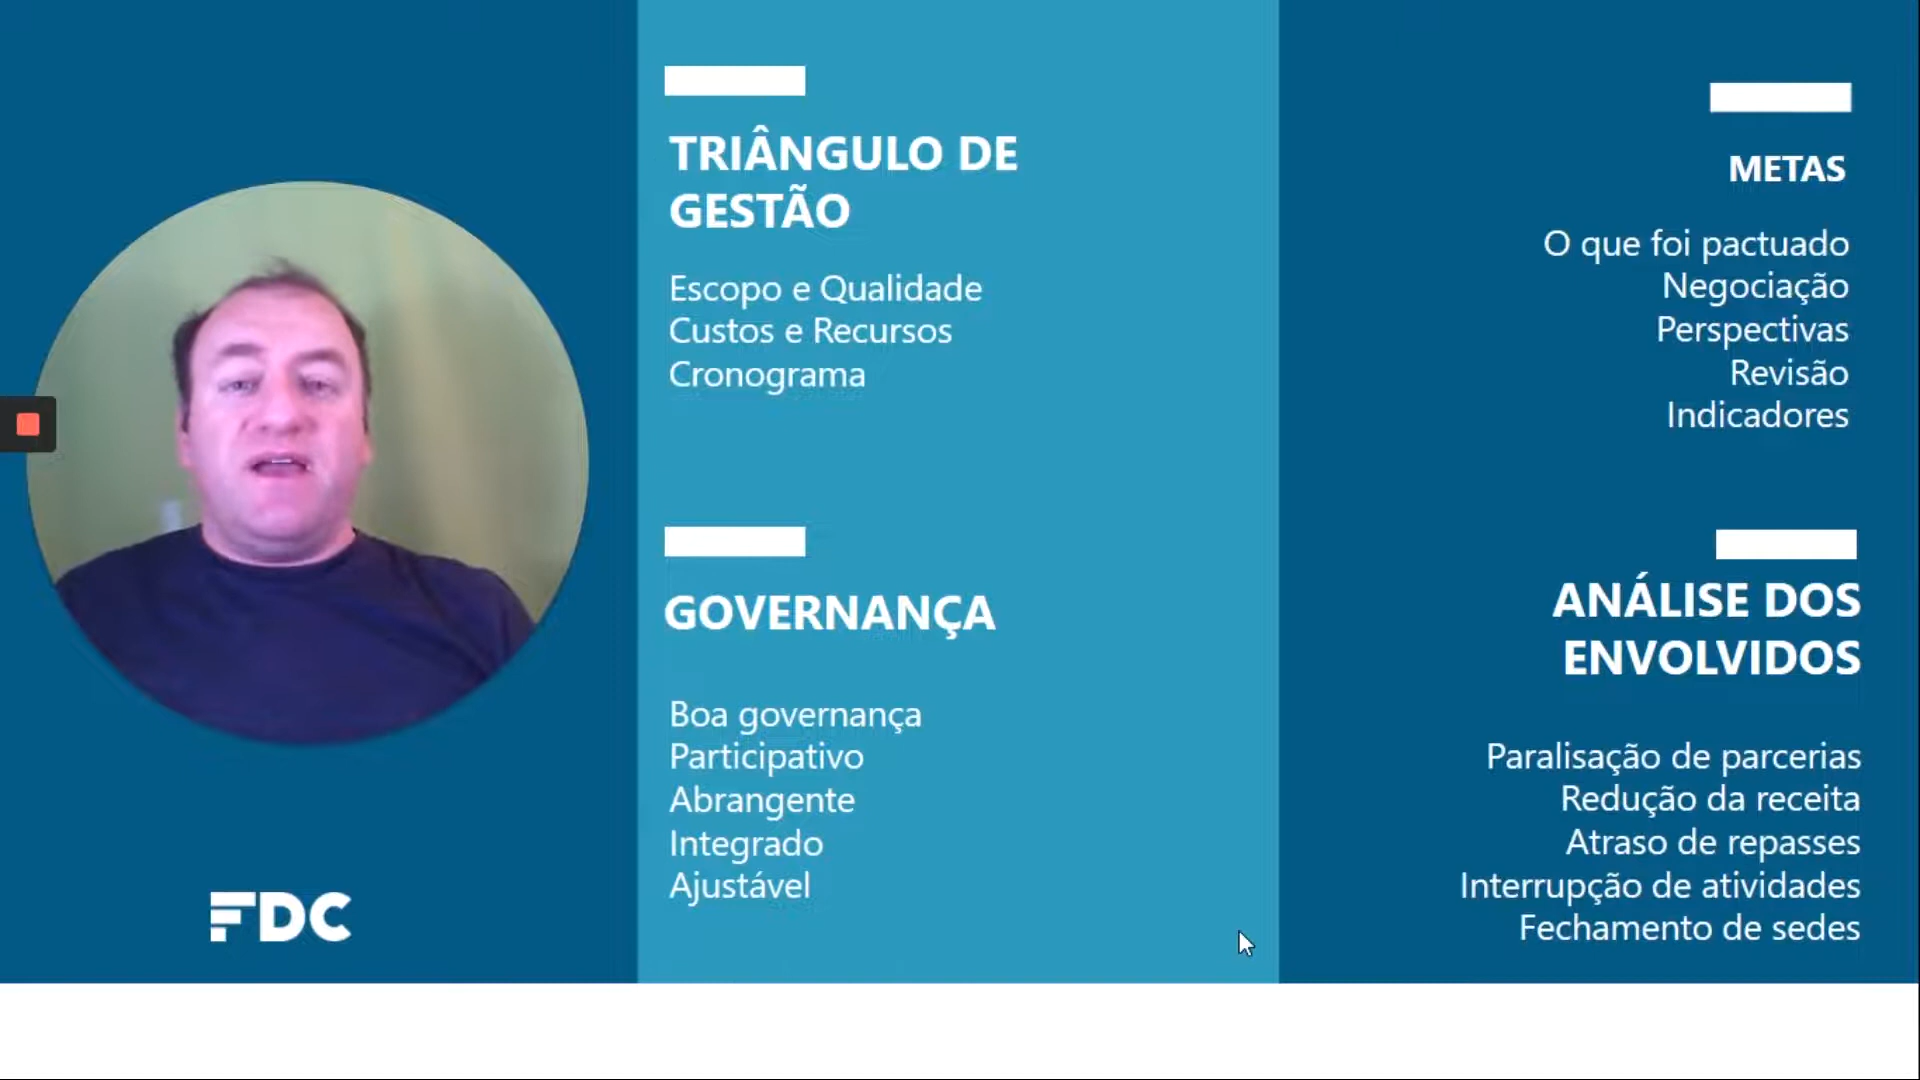 TRIÂNGULO DE
GESTÃO
Escopo e Qualidade
Custos e Recursos
Cronograma
GOVERNANÇA
Boa governança
Participativo
Abrangente
Integrado
Ajustável
METAS
O que foi pactuado
Negociação
Perspectivas
Revisão
Indicadores
ANÁLISE DOS
ENVOLVIDOS
Paralisação de parcerias
Redução da receita
Atraso de repasses
Interrupção de atividades
Fechamento de sedes
FDC